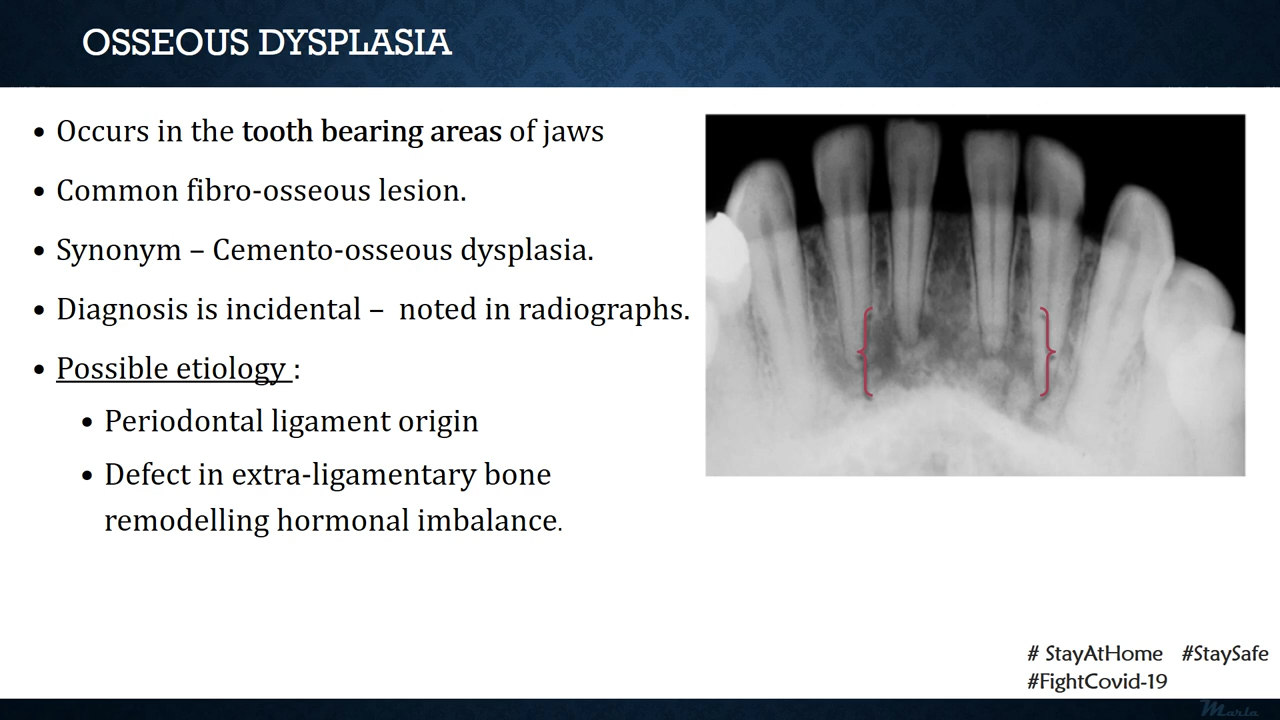 OSSEOUS DYSPLASIA
• Occurs in the tooth bearing areas of jaws
• Common fibro-osseous lesion.
• Synonym – Cemento-osseous dysplasia.
• Diagnosis is incidental – noted in radiographs.
• Possible etiology :
• Periodontal ligament origin
• Defect in extra-ligamentary bone
remodelling hormonal imbalance.
# StayAtHome #StaySafe
#FightCovid-19
Maria